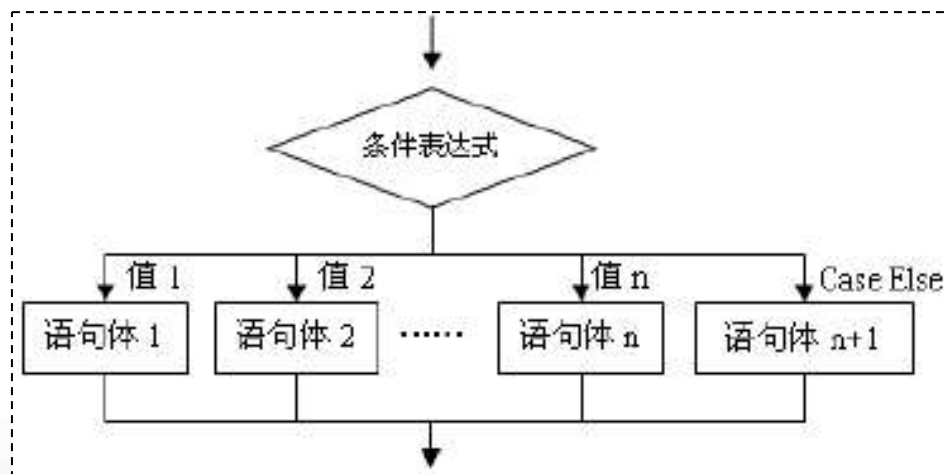 条件表达式
值 1
值 2
值 n
Case Else
语句体 1
语句体 2
……
语句体 n
语句体 n+1